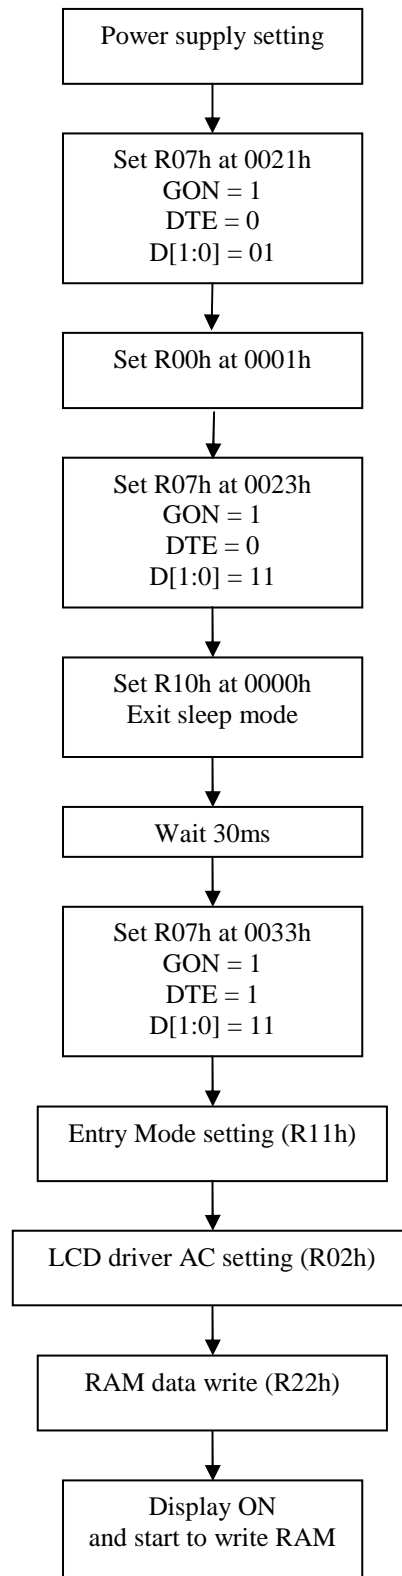 Power supply setting
Set R07h at 0021h
GON = 1
DTE = 0
D[1:0] = 01
Set R00h at 0001h
Set R07h at 0023h
GON = 1
DTE = 0
D[1:0] = 11
Set R10h at 0000h
Exit sleep mode
Wait 30ms
Set R07h at 0033h
GON = 1
DTE = 1
D[1:0] = 11
Entry Mode setting (R11h)
LCD driver AC setting (R02h)
RAM data write (R22h)
Display ON
and start to write RAM